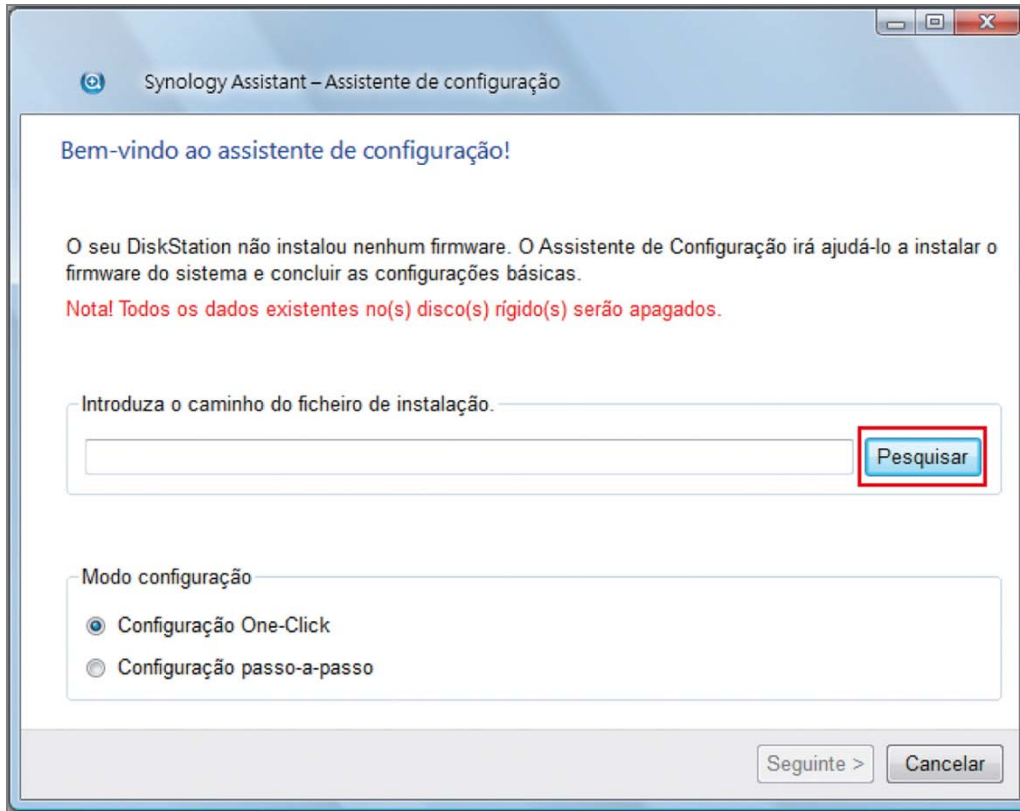 Synology Assistant – Assistente de configuração
Bem-vindo ao assistente de configuração!
O seu DiskStation não instalou nenhum firmware. O Assistente de Configuração irá ajudá-lo a instalar o
firmware do sistema e concluir as configurações básicas.
Nota! Todos os dados existentes no(s) disco(s) rígido(s) serão apagados.
Introduza o caminho do ficheiro de instalação.
Pesquisar
Modo configuração
Configuração One-Click
Configuração passo-a-passo
Seguinte >
Cancelar